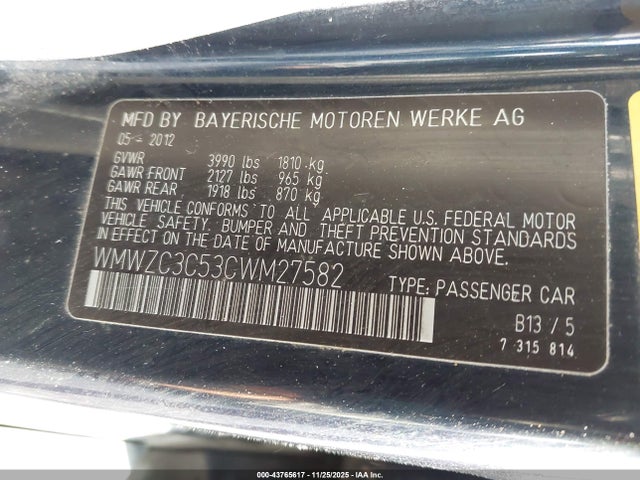 MFD BY BAYERISCHE MOTOREN WERKE AG
05 - 2012
GVWR 3990 lbs 1810 kg
GAWR FRONT 2127 lbs 965 kg
GAWR REAR 1918 lbs 870 kg
THIS VEHICLE CONFORMS TO ALL APPLICABLE U.S. FEDERAL MOTOR
VEHICLE SAFETY, BUMPER AND THEFT PREVENTION STANDARDS
IN EFFECT ON THE DATE OF MANUFACTURE SHOWN ABOVE.
WMWZC3C53CWM27582
TYPE: PASSENGER CAR
B13 / 5
7 315 814
000-43765617 - 11/25/2025 - IAA